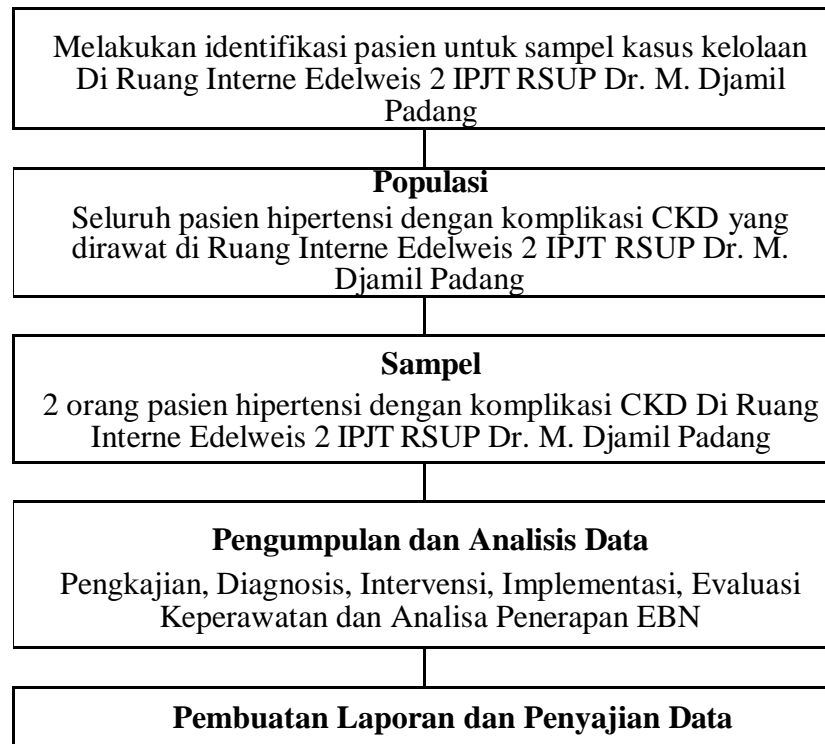 Melakukan identifikasi pasien untuk sampel kasus kelolaan
Di Ruang Interne Edelweis 2 IPJT RSUP Dr. M. Djamil
Padang
Populasi
Seluruh pasien hipertensi dengan komplikasi CKD yang
dirawat di Ruang Interne Edelweis 2 IPJT RSUP Dr. M.
Djamil Padang
Sampel
2 orang pasien hipertensi dengan komplikasi CKD Di Ruang
Interne Edelweis 2 IPJT RSUP Dr. M. Djamil Padang
Pengumpulan dan Analisis Data
Pengkajian, Diagnosis, Intervensi, Implementasi, Evaluasi
Keperawatan dan Analisa Penerapan EBN
Pembuatan Laporan dan Penyajian Data